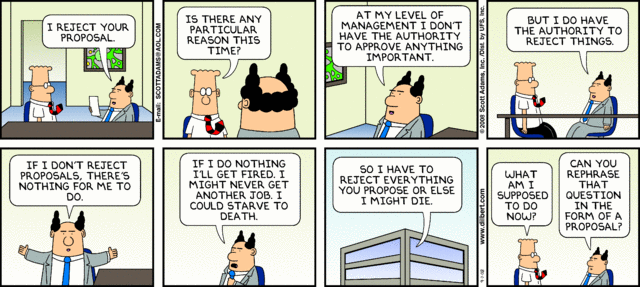 I REJECT YOUR
PROPOSAL.
E-mail: SCOTTADAMS@AOL.COM
IS THERE ANY
PARTICULAR
REASON THIS
TIME?
AT MY LEVEL OF
MANAGEMENT I DON'T
HAVE THE AUTHORITY
TO APPROVE ANYTHING
IMPORTANT.
© 2008 Scott Adams, Inc. /Dist. by UFS, Inc.
BUT I DO HAVE
THE AUTHORITY TO
REJECT THINGS.
IF I DON'T REJECT
PROPOSALS, THERE'S
NOTHING FOR ME TO
DO.
IF I DO NOTHING
I'LL GET FIRED. I
MIGHT NEVER GET
ANOTHER JOB. I
COULD STARVE TO
DEATH.
SO I HAVE TO
REJECT EVERYTHING
YOU PROPOSE OR ELSE
I MIGHT DIE.
www.dilbert.com
WHAT
AM I
SUPPOSED
TO DO
NOW?
CAN YOU
REPHRASE
THAT
QUESTION
IN THE
FORM OF A
PROPOSAL?